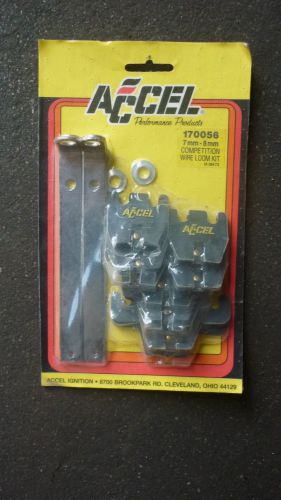 ACCEL
Performance Products
170056
7mm - 8mm
COMPETITION
WIRE LOOM KIT
ACCEL
ACCEL
ACCEL IGNITION • 8700 BROOKPARK RD. CLEVELAND, OHIO 44129